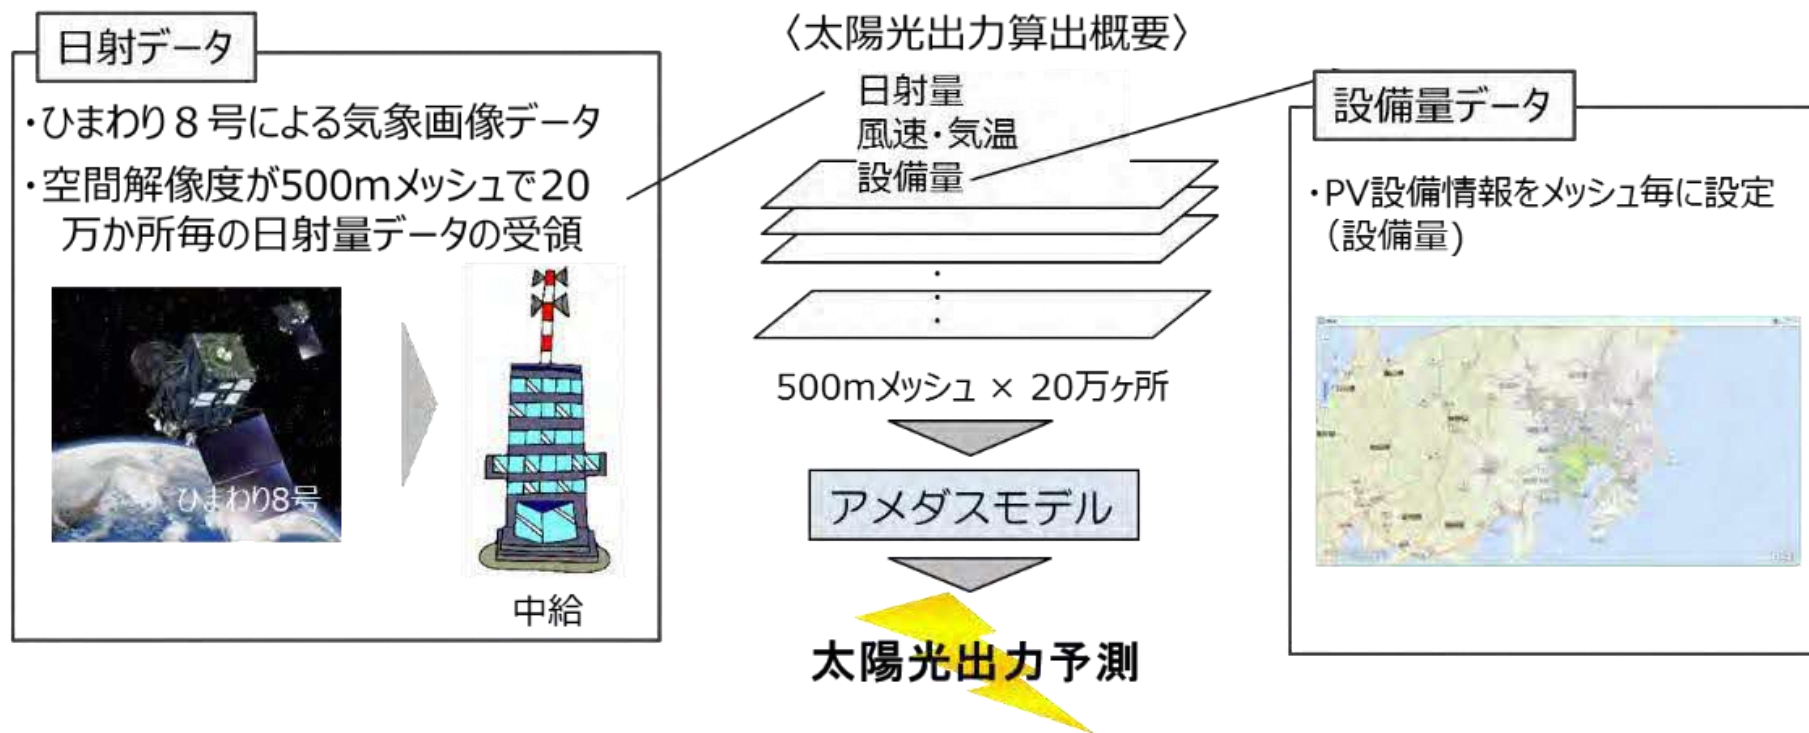 〈太陽光出力算出概要〉
日射データ
・ひまわり８号による気象画像データ
・空間解像度が500mメッシュで20
万か所毎の日射量データの受領
ひまわり8号
中給
日射量
風速・気温
設備量
500mメッシュ × 20万ヶ所
アメダスモデル
太陽光出力予測
設備量データ
・PV設備情報をメッシュ毎に設定
（設備量)